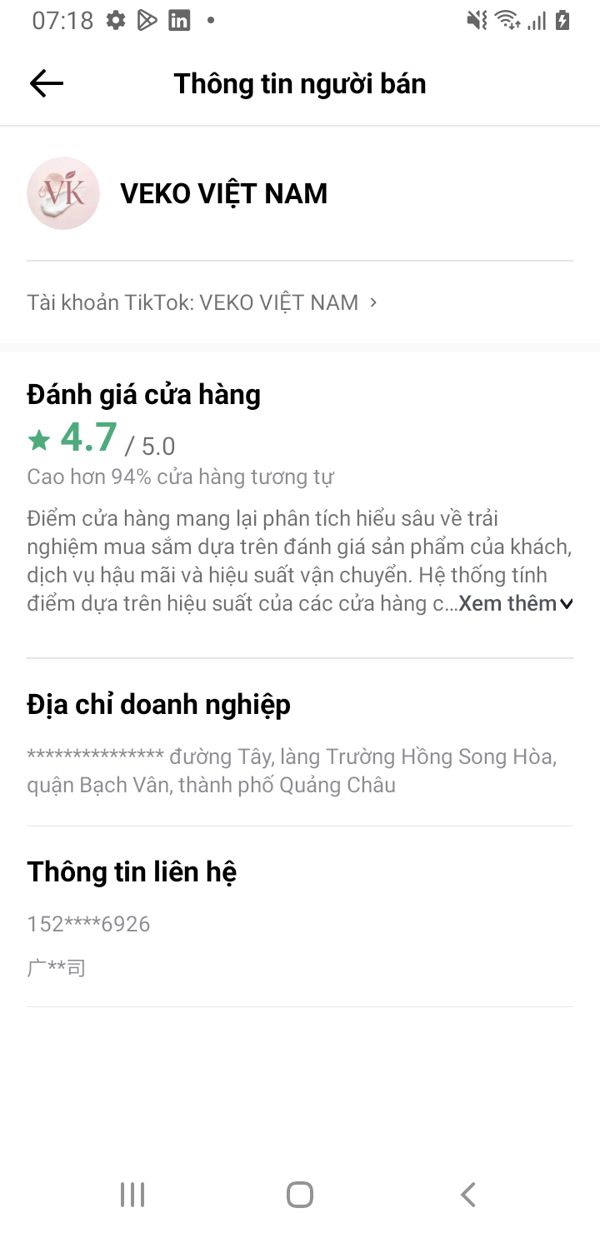 07:18
Thông tin người bán
VK
VEKO VIỆT NAM
Tài khoản TikTok: VEKO VIỆT NAM >
Đánh giá cửa hàng
4.7 / 5.0
Cao hơn 94% cửa hàng tương tự
Điểm cửa hàng mang lại phân tích hiểu sâu về trải
nghiệm mua sắm dựa trên đánh giá sản phẩm của khách,
dịch vụ hậu mãi và hiệu suất vận chuyển. Hệ thống tính
điểm dựa trên hiệu suất của các cửa hàng c...Xem thêm
Địa chỉ doanh nghiệp
*************** đường Tây, làng Trường Hồng Song Hòa,
quận Bạch Vân, thành phố Quảng Châu
Thông tin liên hệ
152****6926
广**司